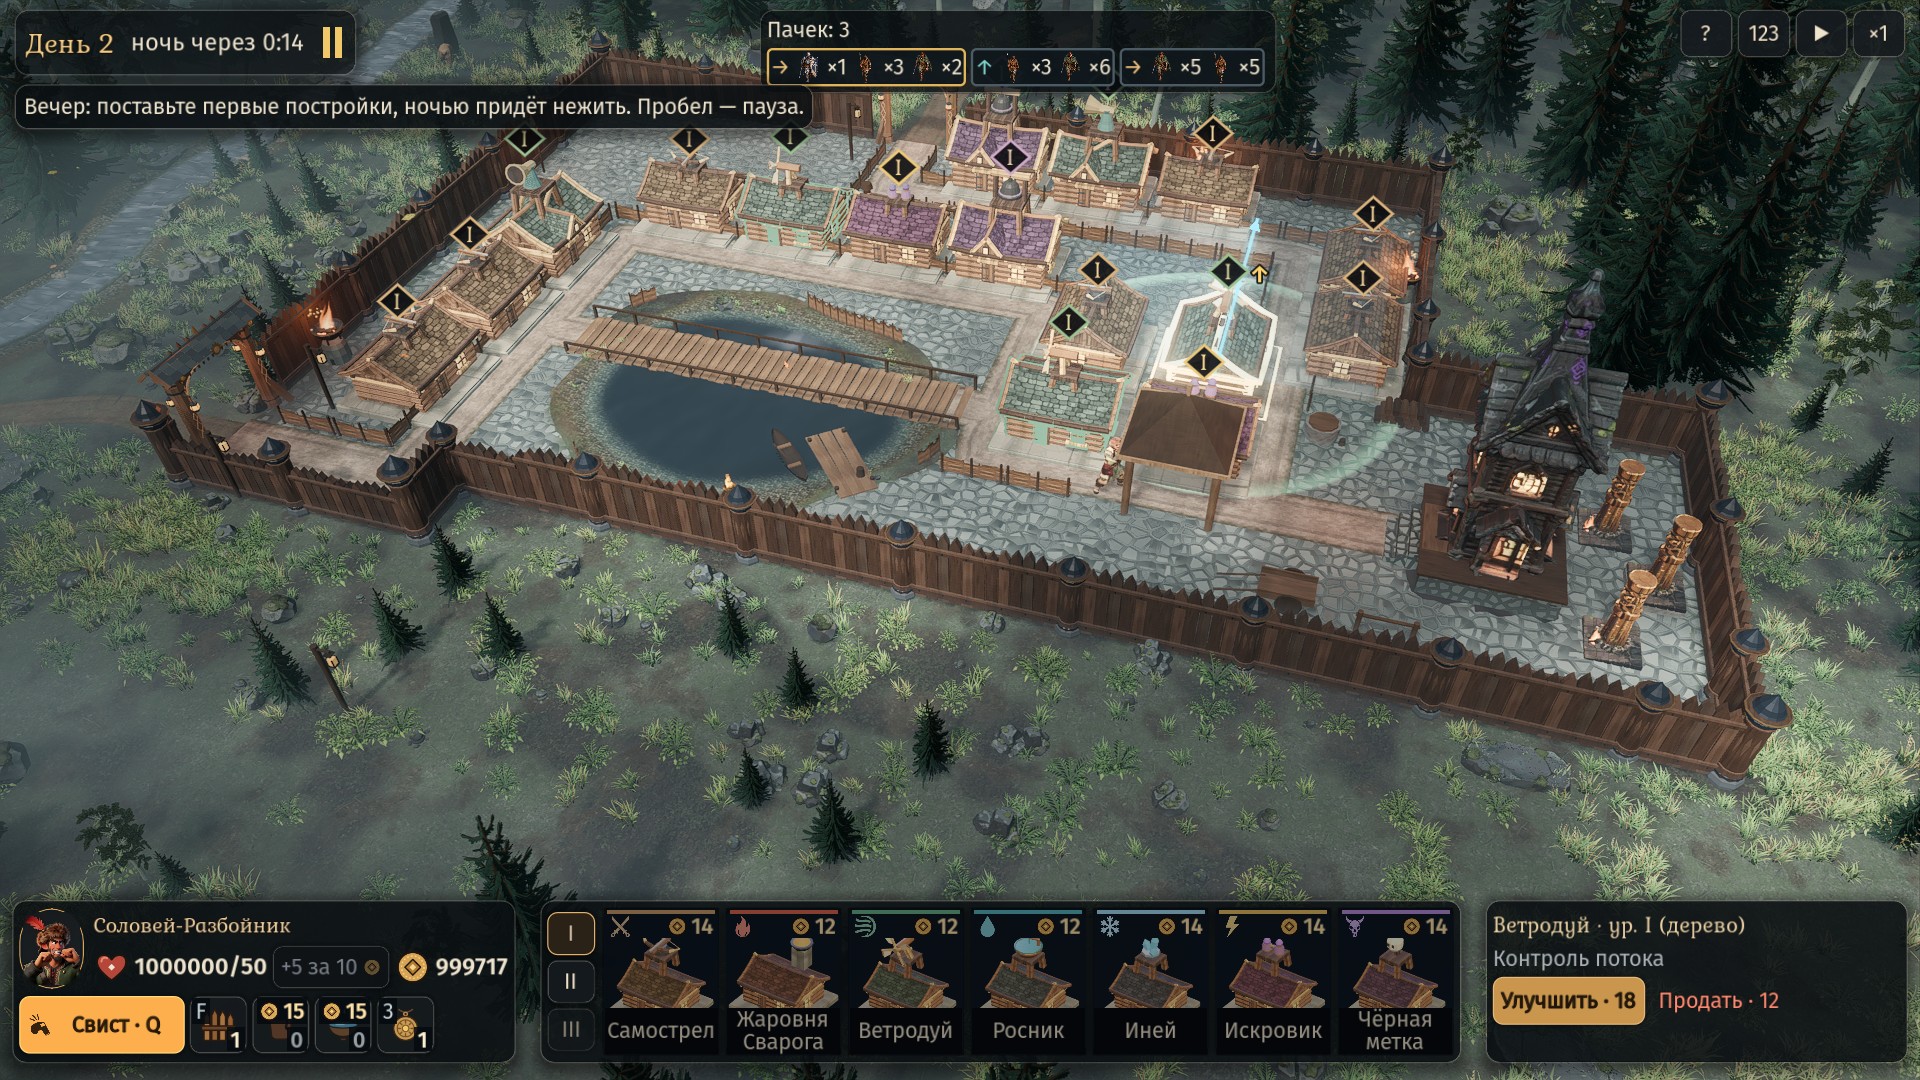 День 2 ночь через 0:14
Пачек: 3
×1 ×3 ×2 ×3 ×6 ×5 ×5
? 123 ×1
Вечер: поставьте первые постройки, ночью придёт нежить. Пробел — пауза.
I I I I I I I I I I I I I I I
Соловей-Разбойник
1000000/50 +5 за 10 999717
Свист · Q
F 1
15 0
15 0
3 1
I
II
III
14
Самострел
12
Жаровня
Сварога
12
Ветродуй
12
Росник
14
Иней
14
Искровик
14
Чёрная
метка
Ветродуй · ур. I (дерево)
Контроль потока
Улучшить · 18 Продать · 12